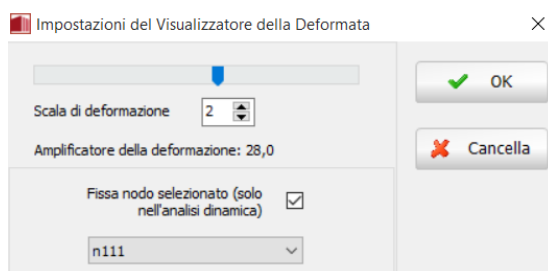 Impostazioni del Visualizzatore della Deformata
OK
Scala di deformazione 2
Amplificatore della deformazione: 28,0
Cancella
Fissa nodo selezionato (solo
nell'analisi dinamica)
n111